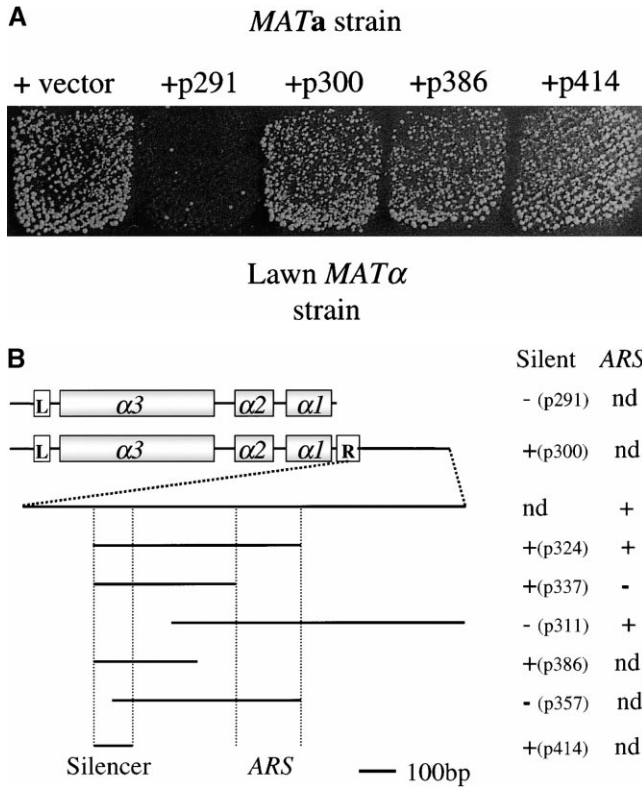 A
MATa strain
+ vector +p291 +p300 +p386 +p414
Lawn MATα
strain
B
Silent ARS
L α3 α2 α1 - (p291) nd
L α3 α2 α1 R +(p300) nd
nd +
+(p324) +
+(p337) -
- (p311) +
+(p386) nd
- (p357) nd
+(p414) nd
Silencer ARS 100bp